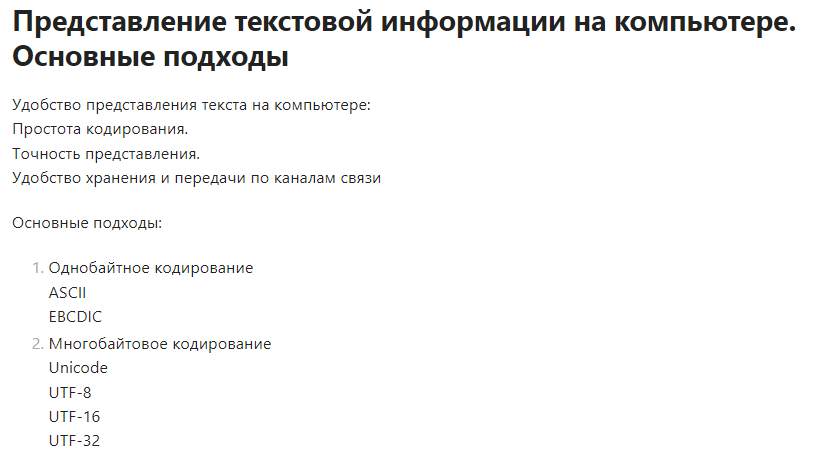 Представление текстовой информации на компьютере.
Основные подходы
Удобство представления текста на компьютере:
Простота кодирования.
Точность представления.
Удобство хранения и передачи по каналам связи
Основные подходы:
1. Однобайтное кодирование
ASCII
EBCDIC
2. Многобайтовое кодирование
Unicode
UTF-8
UTF-16
UTF-32